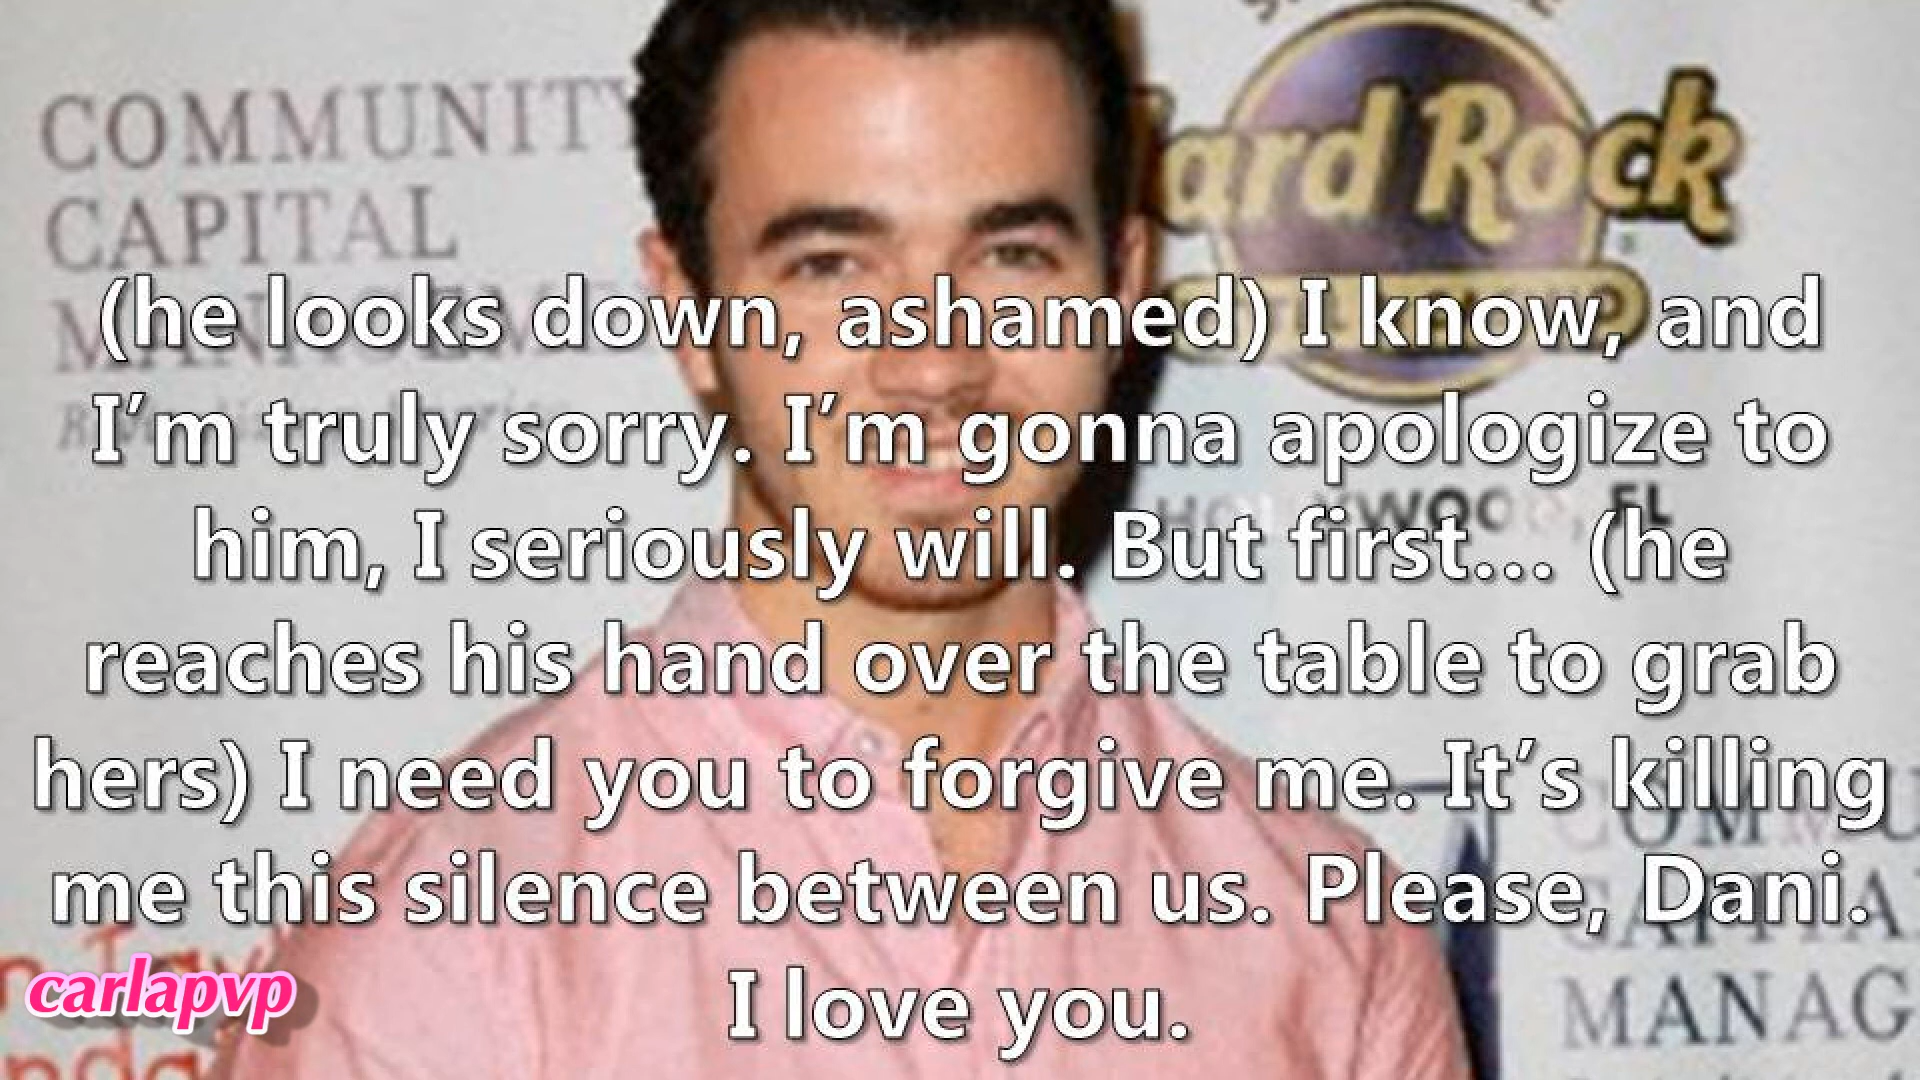 COMMUNITY
CAPITAL
Hard Rock
(he looks down, ashamed) I know, and
I’m truly sorry. I’m gonna apologize to
him, I seriously will. But first... (he
reaches his hand over the table to grab
hers) I need you to forgive me. It’s killing
me this silence between us. Please, Dani.
I love you.
carlapvp
MANAG